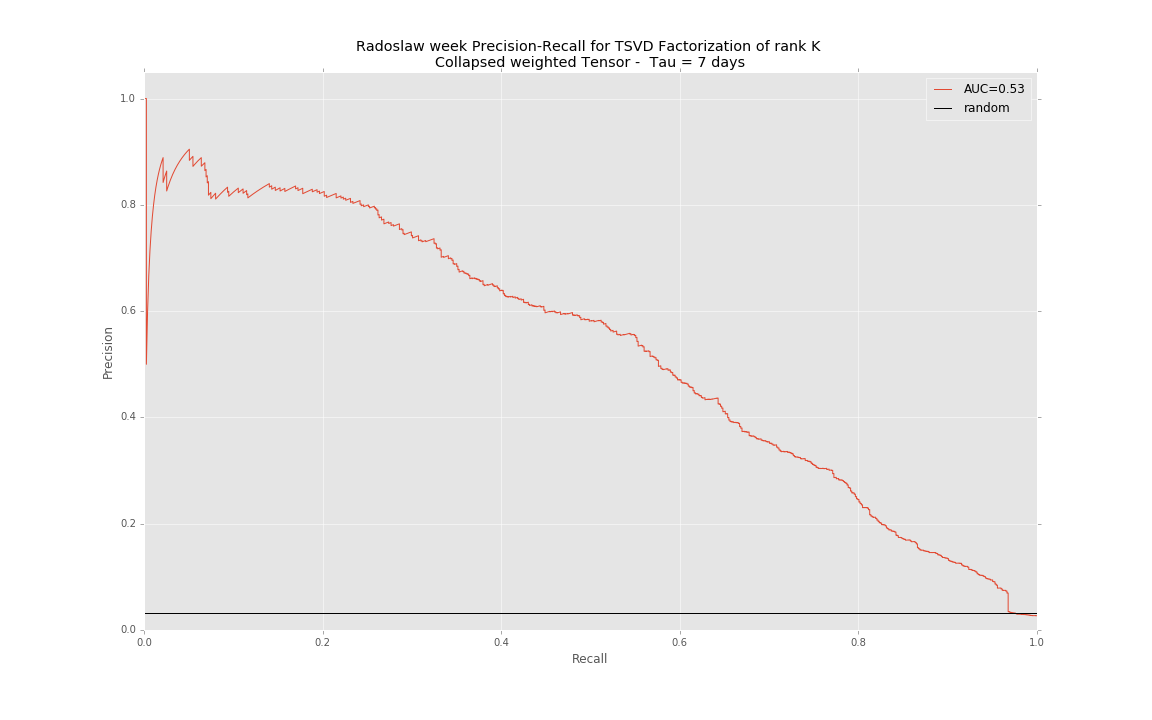 Radoslaw week Precision-Recall for TSVD Factorization of rank K
Collapsed weighted Tensor -  Tau = 7 days
AUC=0.53
random
1.0
0.8
0.6
0.4
0.2
0.0
Precision
0.0 0.2 0.4 0.6 0.8 1.0
Recall